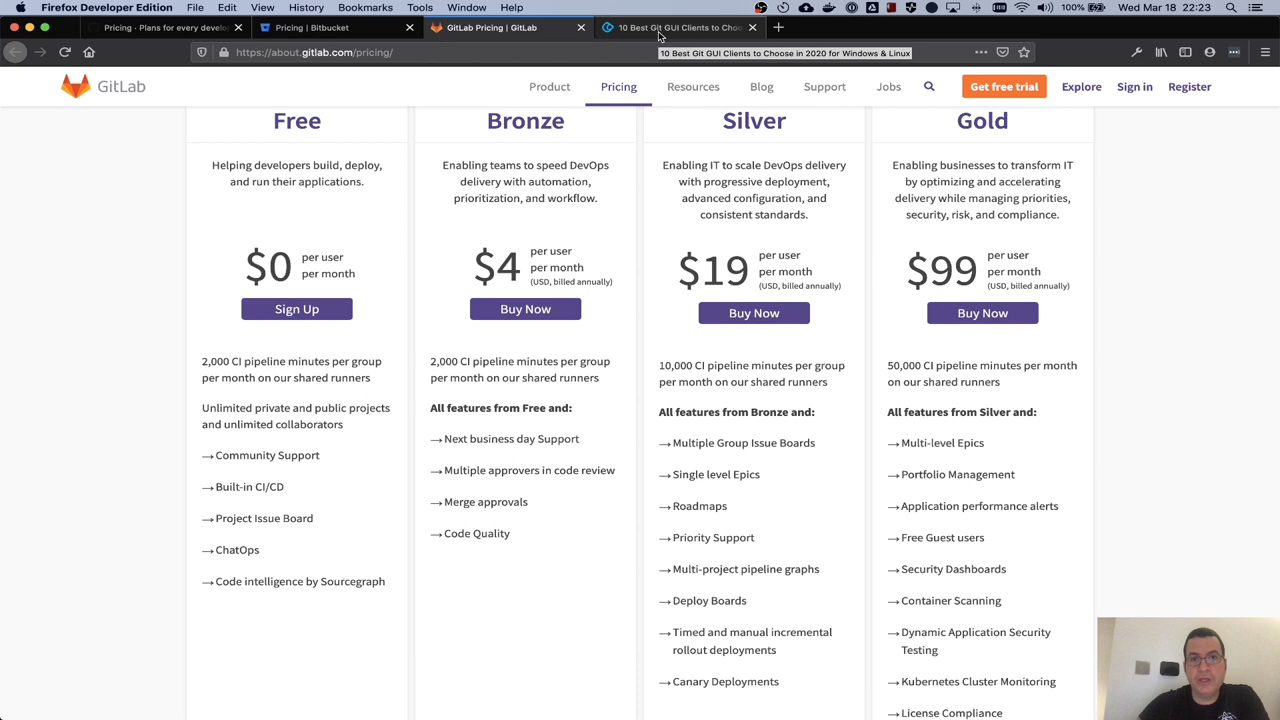 Firefox Developer Edition File Edit View History Bookmarks Tools Window Help
100%
Pricing · Plans for every develo
Pricing | Bitbucket
GitLab Pricing | GitLab
10 Best Git GUI Clients to Choo
https://about.gitlab.com/pricing/
10 Best Git GUI Clients to Choose in 2020 for Windows & Linux
GitLab
Product Pricing Resources Blog Support Jobs
Get free trial Explore Sign in Register
Free
Helping developers build, deploy,
and run their applications.
$0 per user
per month
Sign Up
2,000 CI pipeline minutes per group
per month on our shared runners
Unlimited private and public projects
and unlimited collaborators
→ Community Support
→ Built-in CI/CD
→ Project Issue Board
→ ChatOps
→ Code intelligence by Sourcegraph
Bronze
Enabling teams to speed DevOps
delivery with automation,
prioritization, and workflow.
$4 per user
per month
(USD, billed annually)
Buy Now
2,000 CI pipeline minutes per group
per month on our shared runners
All features from Free and:
→ Next business day Support
→ Multiple approvers in code review
→ Merge approvals
→ Code Quality
Silver
Enabling IT to scale DevOps delivery
with progressive deployment,
advanced configuration, and
consistent standards.
$19 per user
per month
(USD, billed annually)
Buy Now
10,000 CI pipeline minutes per group
per month on our shared runners
All features from Bronze and:
→ Multiple Group Issue Boards
→ Single level Epics
→ Roadmaps
→ Priority Support
→ Multi-project pipeline graphs
→ Deploy Boards
→ Timed and manual incremental
rollout deployments
→ Canary Deployments
Gold
Enabling businesses to transform IT
by optimizing and accelerating
delivery while managing priorities,
security, risk, and compliance.
$99 per user
per month
(USD, billed annually)
Buy Now
50,000 CI pipeline minutes per month
on our shared runners
All features from Silver and:
→ Multi-level Epics
→ Portfolio Management
→ Application performance alerts
→ Free Guest users
→ Security Dashboards
→ Container Scanning
→ Dynamic Application Security
Testing
→ Kubernetes Cluster Monitoring
→ License Compliance